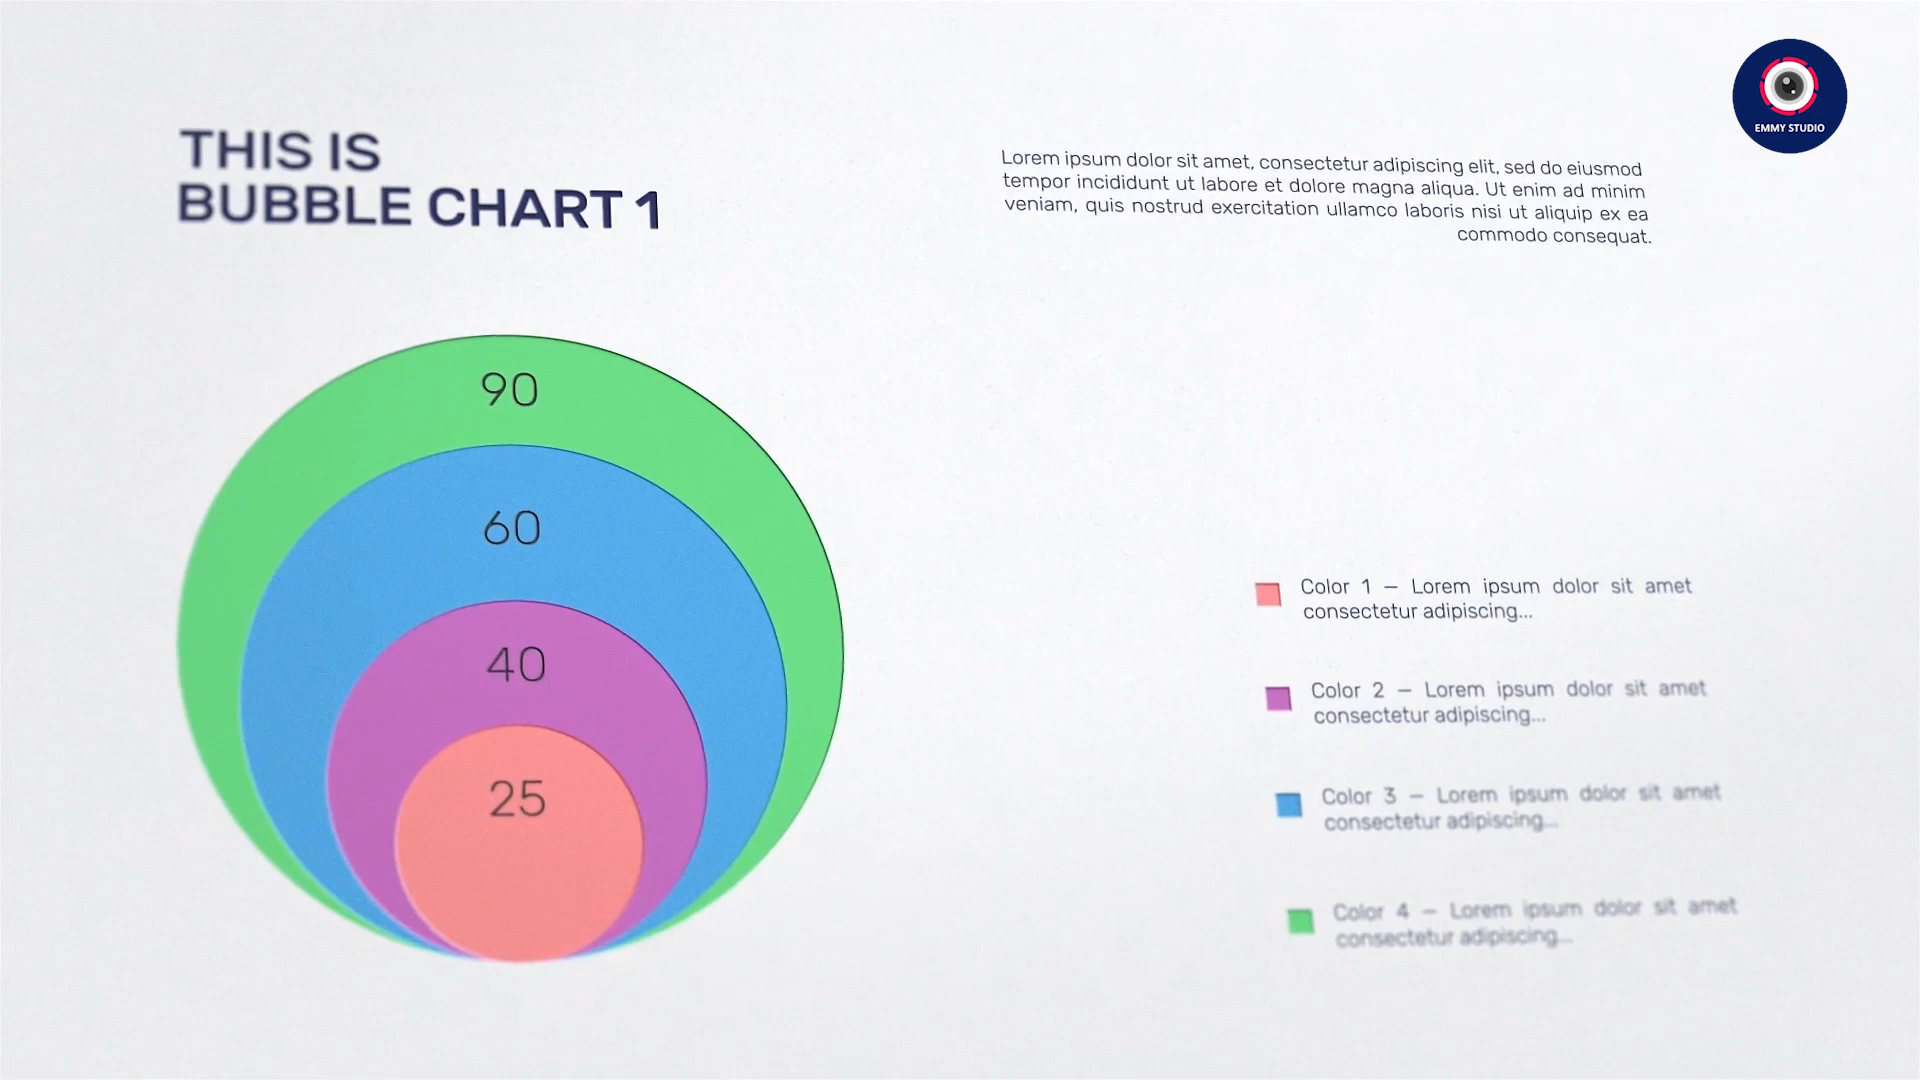 THIS IS
BUBBLE CHART 1
EMMY STUDIO
Lorem ipsum dolor sit amet, consectetur adipiscing elit, sed do eiusmod
tempor incididunt ut labore et dolore magna aliqua. Ut enim ad minim
veniam, quis nostrud exercitation ullamco laboris nisi ut aliquip ex ea
commodo consequat.
90
60
40
25
Color 1 – Lorem ipsum dolor sit amet
consectetur adipiscing...
Color 2 – Lorem ipsum dolor sit amet
consectetur adipiscing...
Color 3 – Lorem ipsum dolor sit amet
consectetur adipiscing...
Color 4 – Lorem ipsum dolor sit amet
consectetur adipiscing...